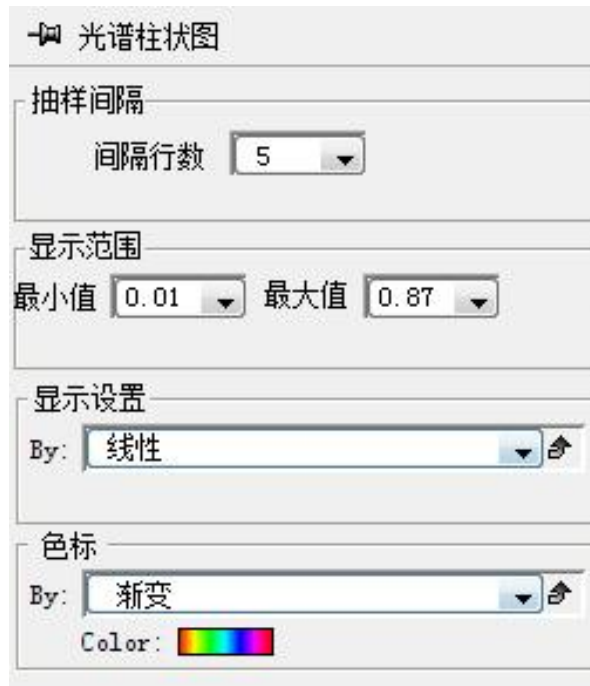 光谱柱状图
抽样间隔
间隔行数 5
显示范围
最小值 0.01 最大值 0.87
显示设置
By: 线性
色标
By: 渐变
Color: